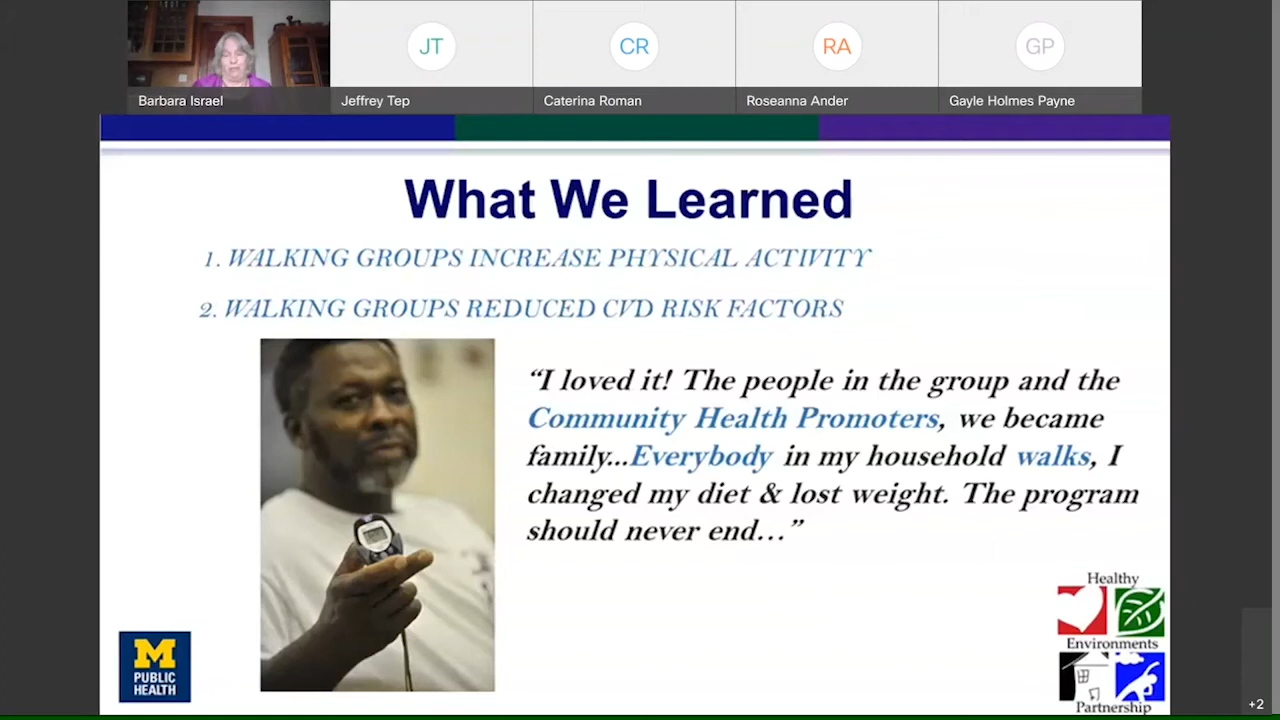 JT
CR
RA
GP
Barbara Israel
Jeffrey Tep
Caterina Roman
Roseanna Ander
Gayle Holmes Payne
What We Learned
1. WALKING GROUPS INCREASE PHYSICAL ACTIVITY
2. WALKING GROUPS REDUCED CVD RISK FACTORS
“I loved it! The people in the group and the
Community Health Promoters, we became
family...Everybody in my household walks, I
changed my diet & lost weight. The program
should never end…”
M
PUBLIC
HEALTH
Healthy
Environments
Partnership
+2